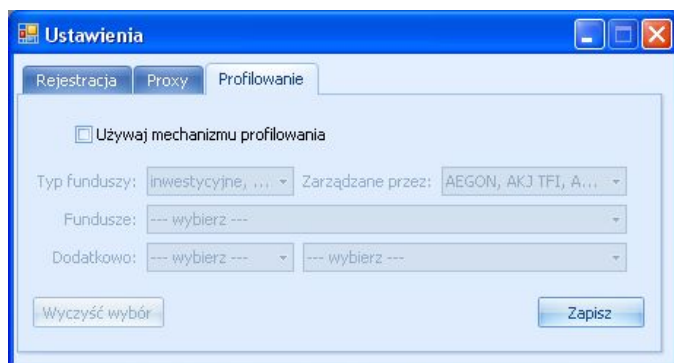 Ustawienia
Rejestracja Proxy Profilowanie
Używaj mechanizmu profilowania
Typ funduszy: inwestycyjne, ... Zarządzane przez: AEGON, AKJ TFI, A...
Fundusze: --- wybierz ---
Dodatkowo: --- wybierz --- --- wybierz ---
Wyczyść wybór Zapisz